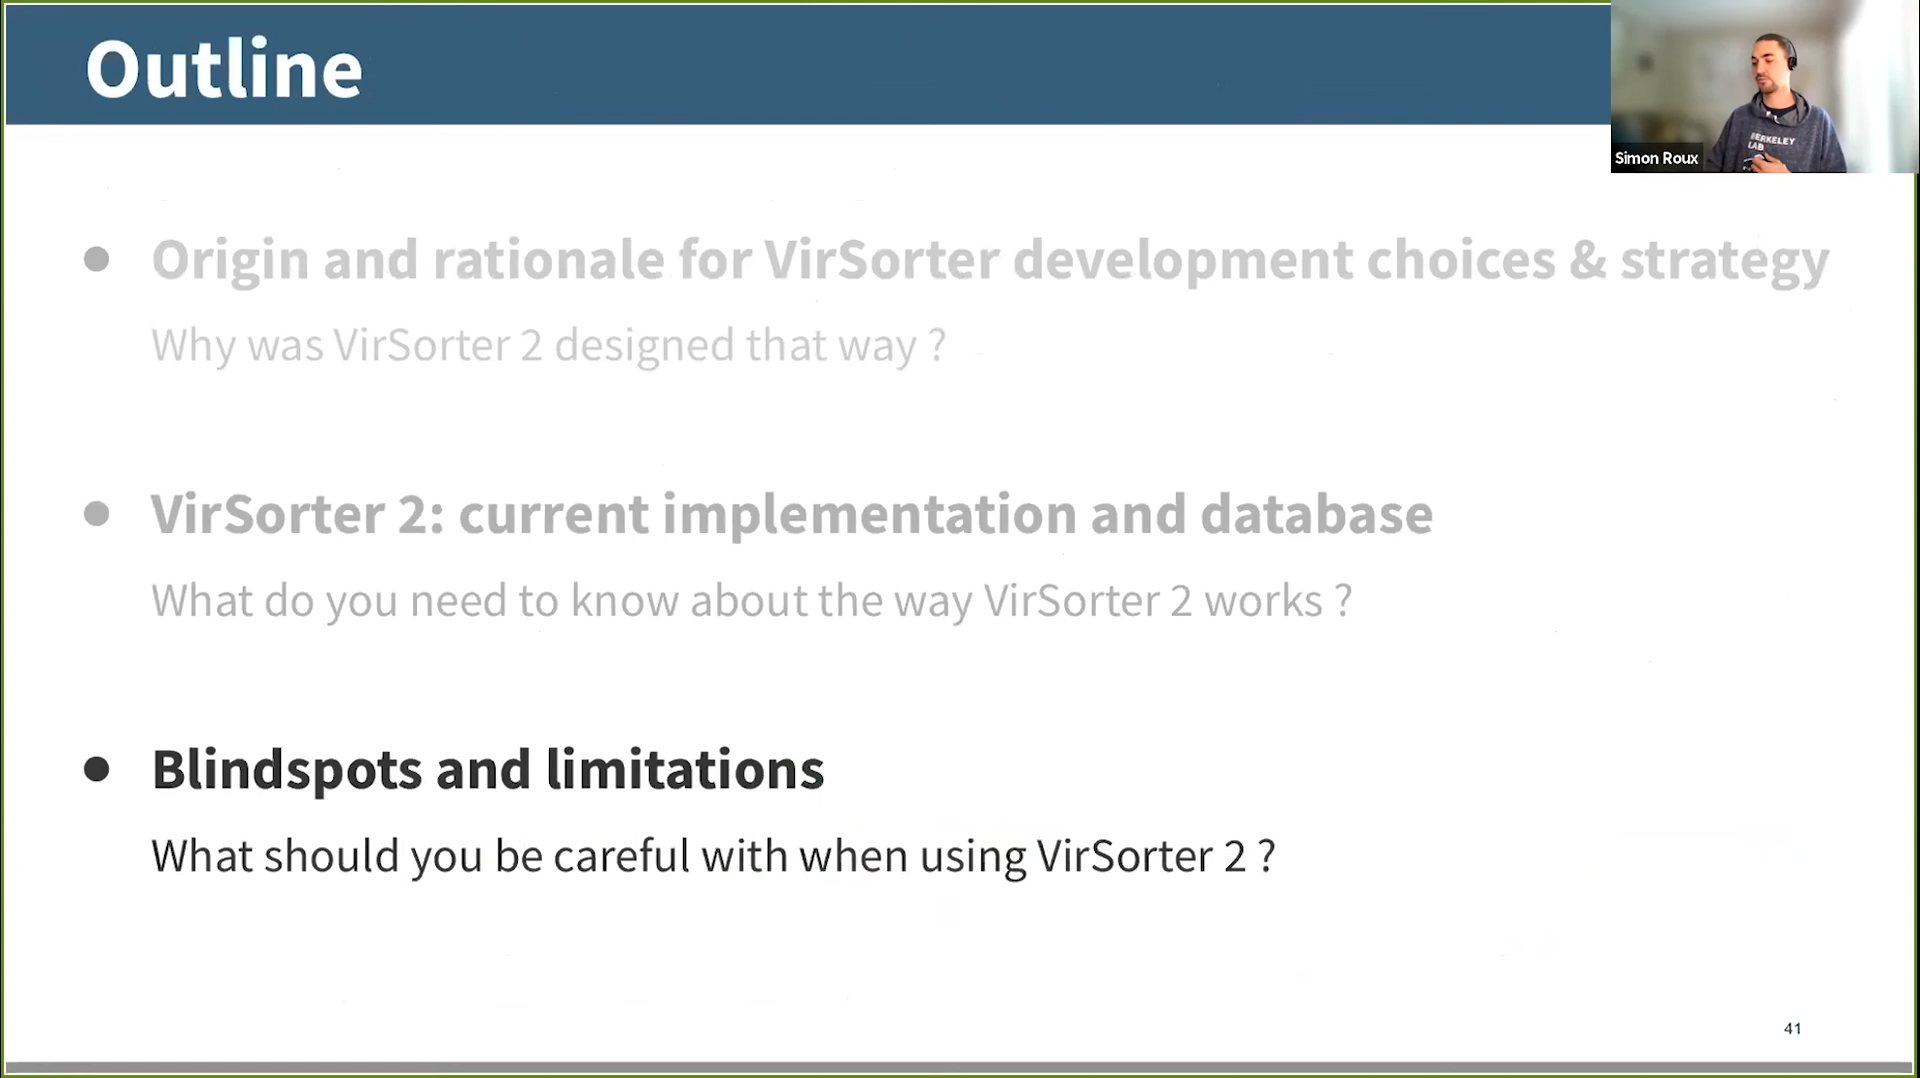 Outline
BERKELEY
LAB
Simon Roux
● Origin and rationale for VirSorter development choices & strategy
Why was VirSorter 2 designed that way ?
● VirSorter 2: current implementation and database
What do you need to know about the way VirSorter 2 works ?
● Blindspots and limitations
What should you be careful with when using VirSorter 2 ?
41